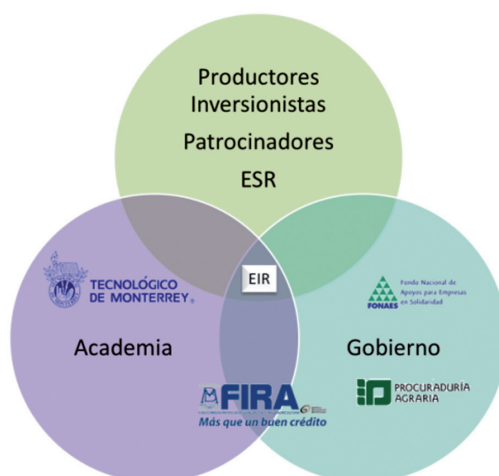 Productores
Inversionistas
Patrocinadores
ESR
EIR
TECNOLÓGICO
DE MONTERREY®
Academia
Fondo Nacional de
Apoyos para Empresas
en Solidaridad
FONAES
Gobierno
PROCURADURÍA
AGRARIA
FIRA
Más que un buen crédito